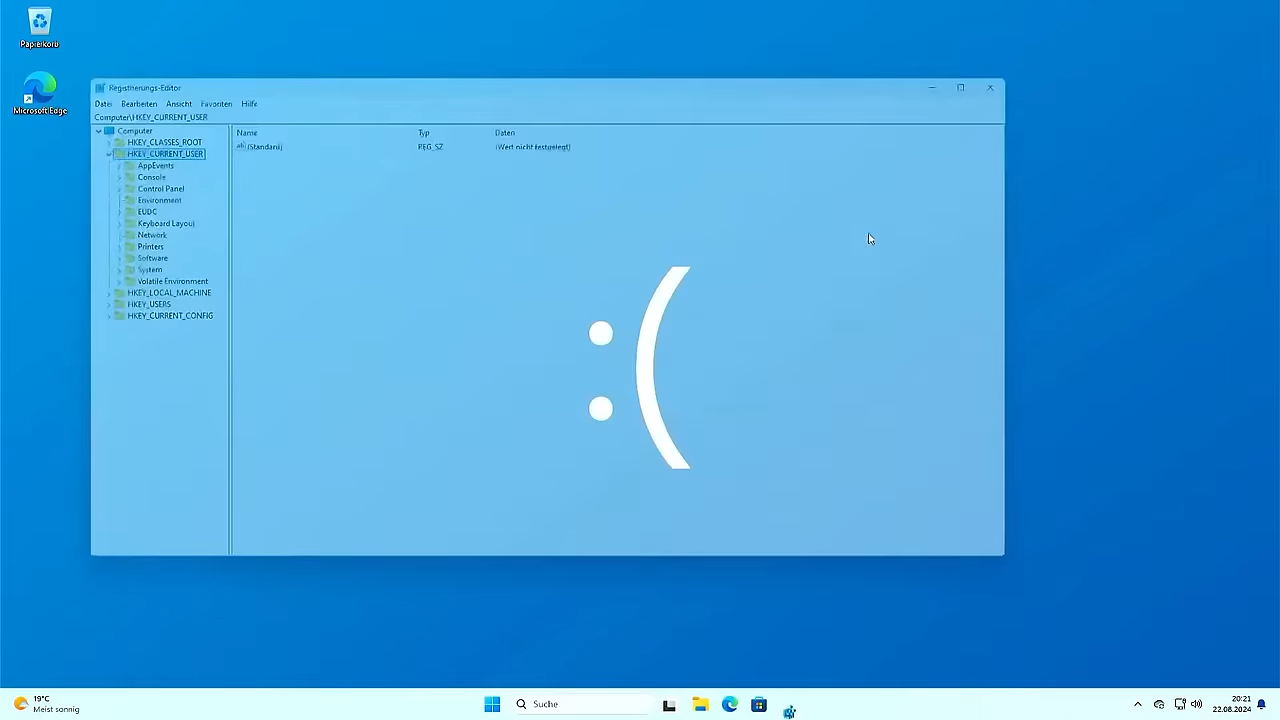 Papierkorb
Microsoft Edge
Registrierungs-Editor
Datei Bearbeiten Ansicht Favoriten Hilfe
Computer\HKEY_CURRENT_USER
Computer
HKEY_CLASSES_ROOT
HKEY_CURRENT_USER
AppEvents
Console
Control Panel
Environment
EUDC
Keyboard Layout
Network
Printers
Software
System
Volatile Environment
HKEY_LOCAL_MACHINE
HKEY_USERS
HKEY_CURRENT_CONFIG
Name Typ Daten
(Standard) REG_SZ (Wert nicht festgelegt)
:(
19°C
Meist sonnig
Suche
20:21
22.08.2024